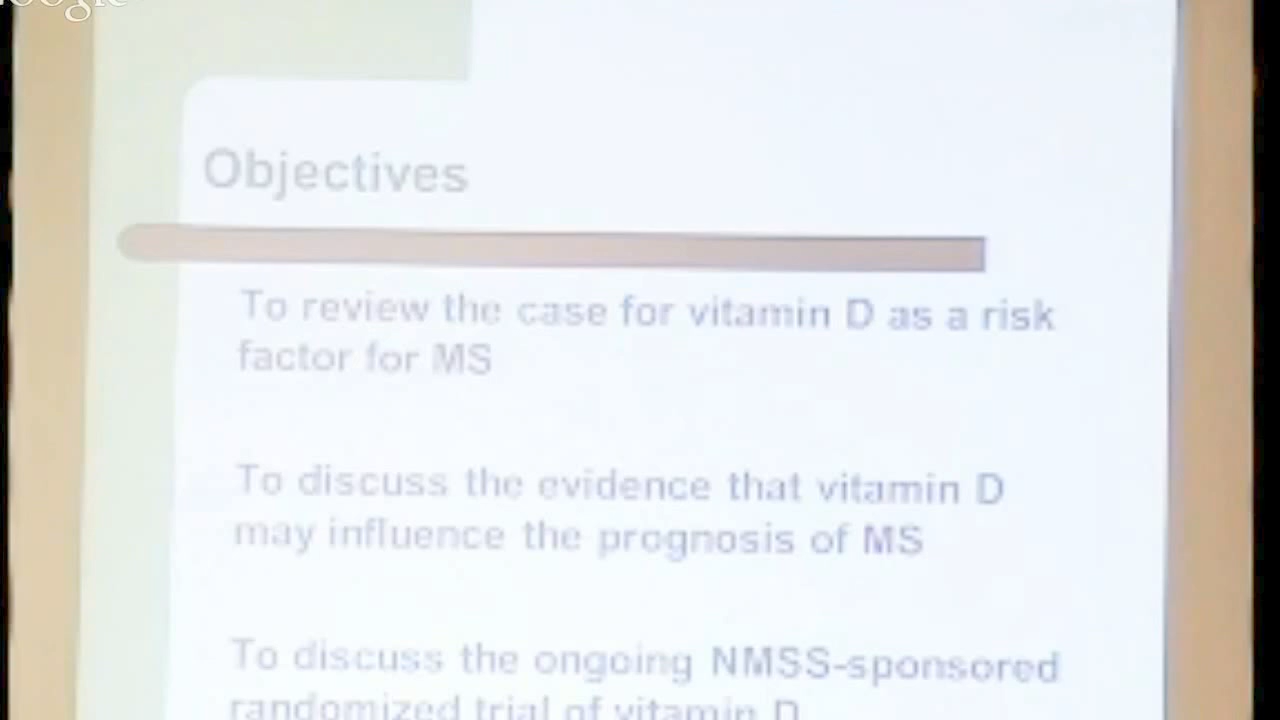 Google
Objectives
To review the case for vitamin D as a risk
factor for MS
To discuss the evidence that vitamin D
may influence the prognosis of MS
To discuss the ongoing NMSS-sponsored
randomized trial of vitamin D